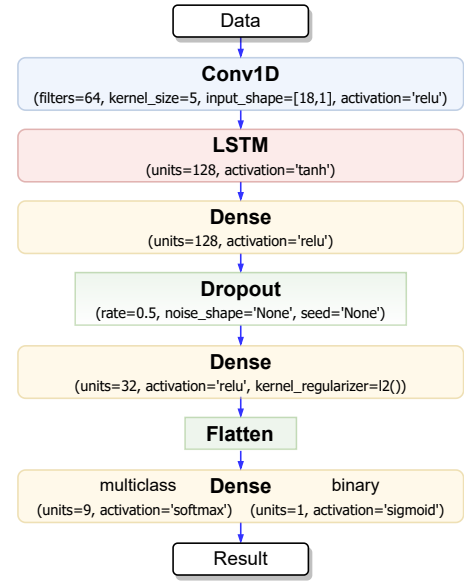 Data
Conv1D
(filters=64, kernel_size=5, input_shape=[18,1], activation='relu')
LSTM
(units=128, activation='tanh')
Dense
(units=128, activation='relu')
Dropout
(rate=0.5, noise_shape='None', seed='None')
Dense
(units=32, activation='relu', kernel_regularizer=l2())
Flatten
multiclass Dense binary
(units=9, activation='softmax') (units=1, activation='sigmoid')
Result